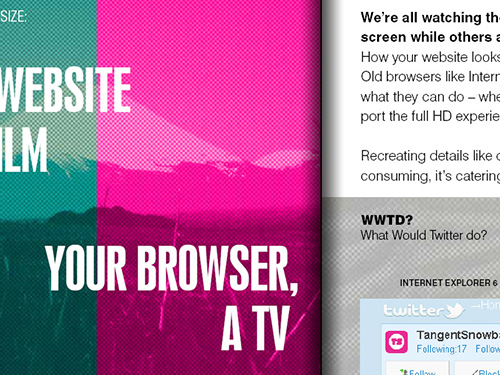 SIZE:
WEBSITE
ILM
YOUR BROWSER,
A TV
We're all watching the
screen while others a
How your website looks
Old browsers like Intern
what they can do – whe
port the full HD experie
Recreating details like
consuming, it's catering
WWTD?
What Would Twitter do?
INTERNET EXPLORER 6
twitter
→Hom
TS
TangentSnowba
Following:17 Follow
Follow
Block